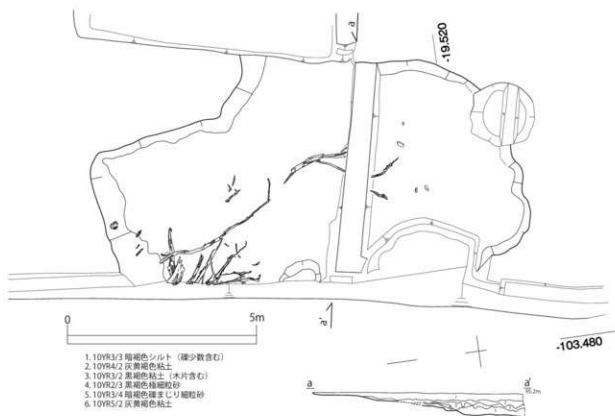 a
-19.520
a'
0 5m
-103.480
1. 10YR3/3 暗褐色シルト（礫少数含む）
2. 10YR4/2 灰黄褐色粘土
3. 10YR3/2 黒褐色粘土（木片含む）
4. 10YR2/3 黒褐色極細粒砂
5. 10YR3/4 暗褐色礫まじり細粒砂
6. 10YR5/2 灰黄褐色粘土
a a'
95.2m